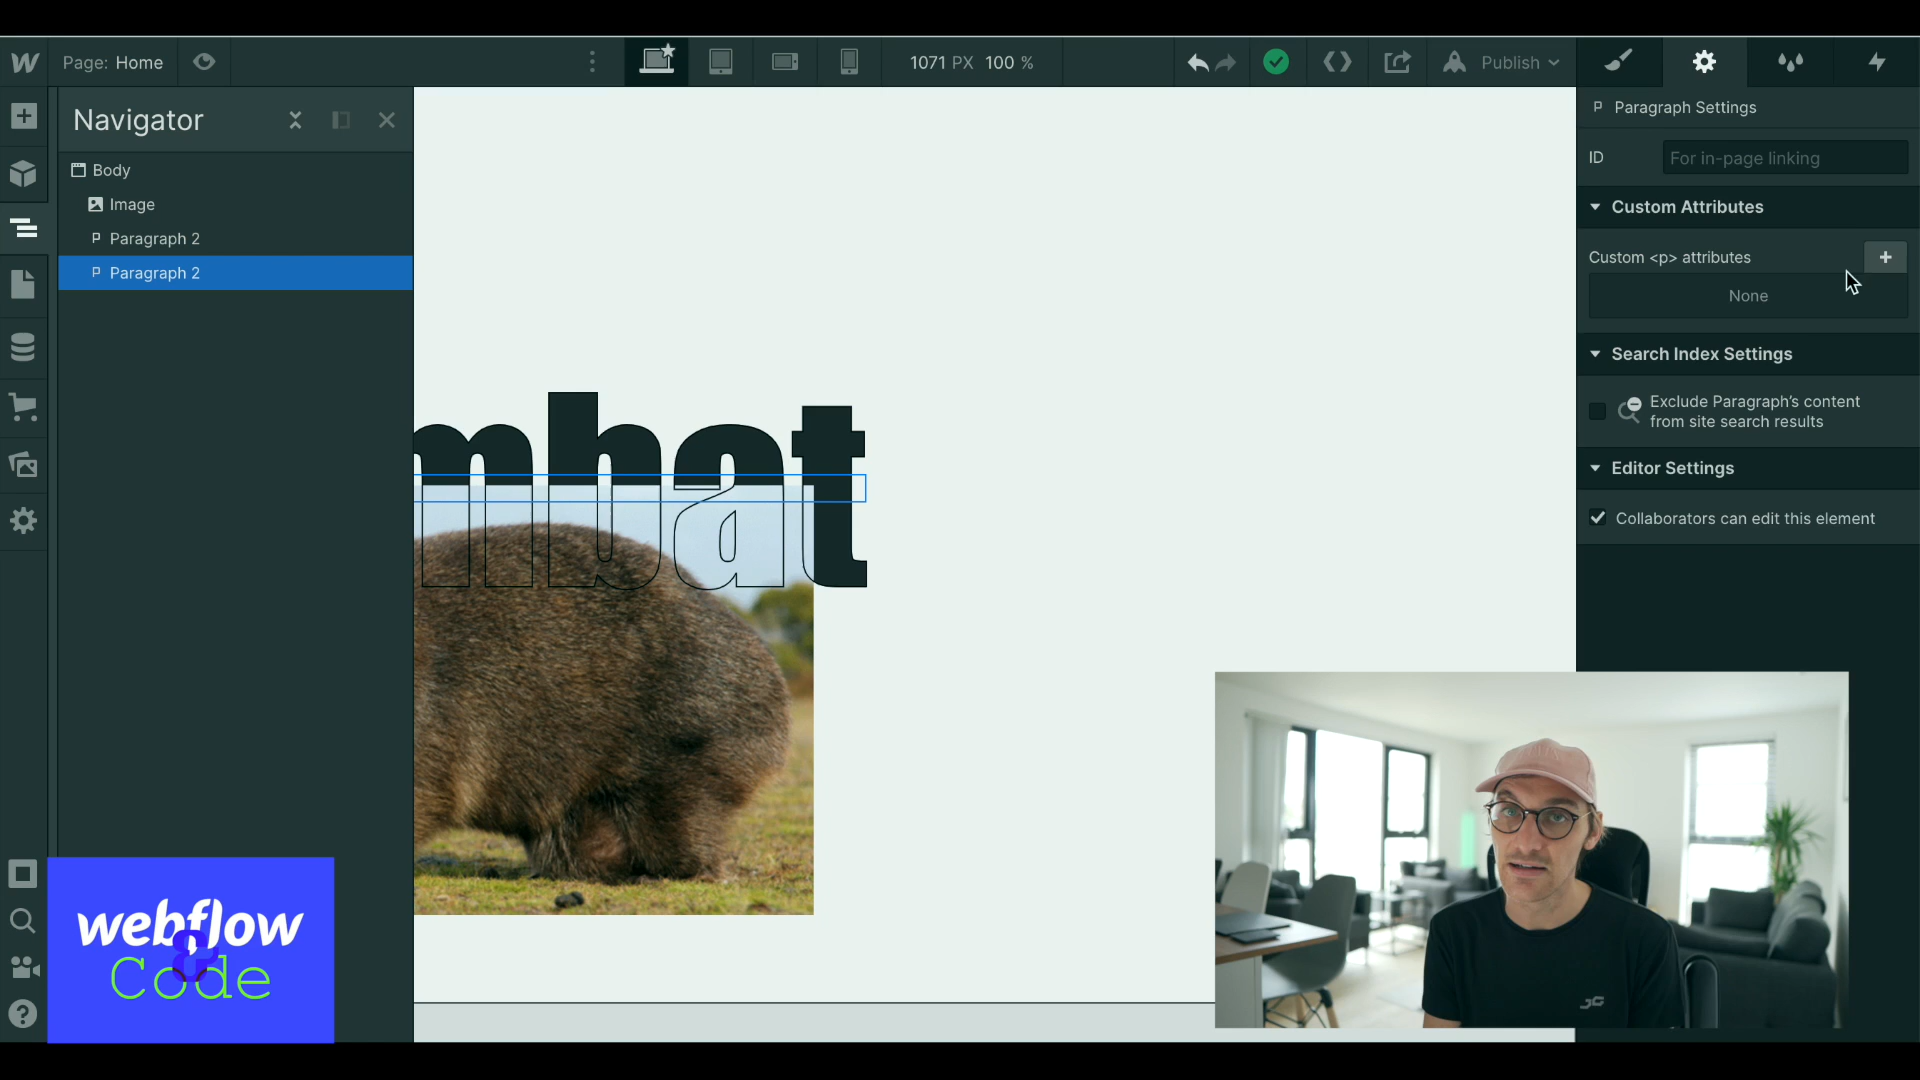 Page: Home
1071 PX 100 %
Publish
Navigator
Body
Image
Paragraph 2
Paragraph 2
mbat
Paragraph Settings
ID
For in-page linking
Custom Attributes
Custom <p> attributes
+
None
Search Index Settings
Exclude Paragraph's content
from site search results
Editor Settings
Collaborators can edit this element
webflow
&
Code